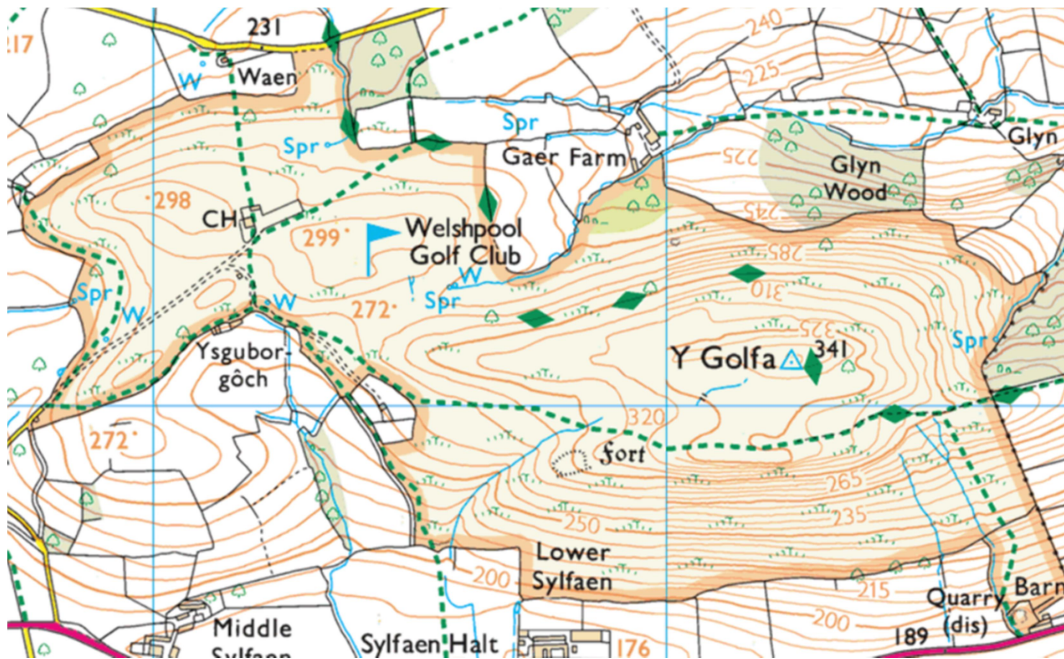 217
231
240
W
Waen
225
Spr
Spr
Gaer Farm
Glyn
225
Glyn
Wood
298
CH
245
299
Welshpool
Golf Club
285
W
Spr
272
310
Spr
W
W
325
Spr
Ysgubor-
gôch
Y Golfa
341
320
272
Fort
265
250
235
Lower
Sylfaen
200
215
Quarry
(dis)
Barn
200
Middle
Sylfaen
Sylfaen Halt
176
189